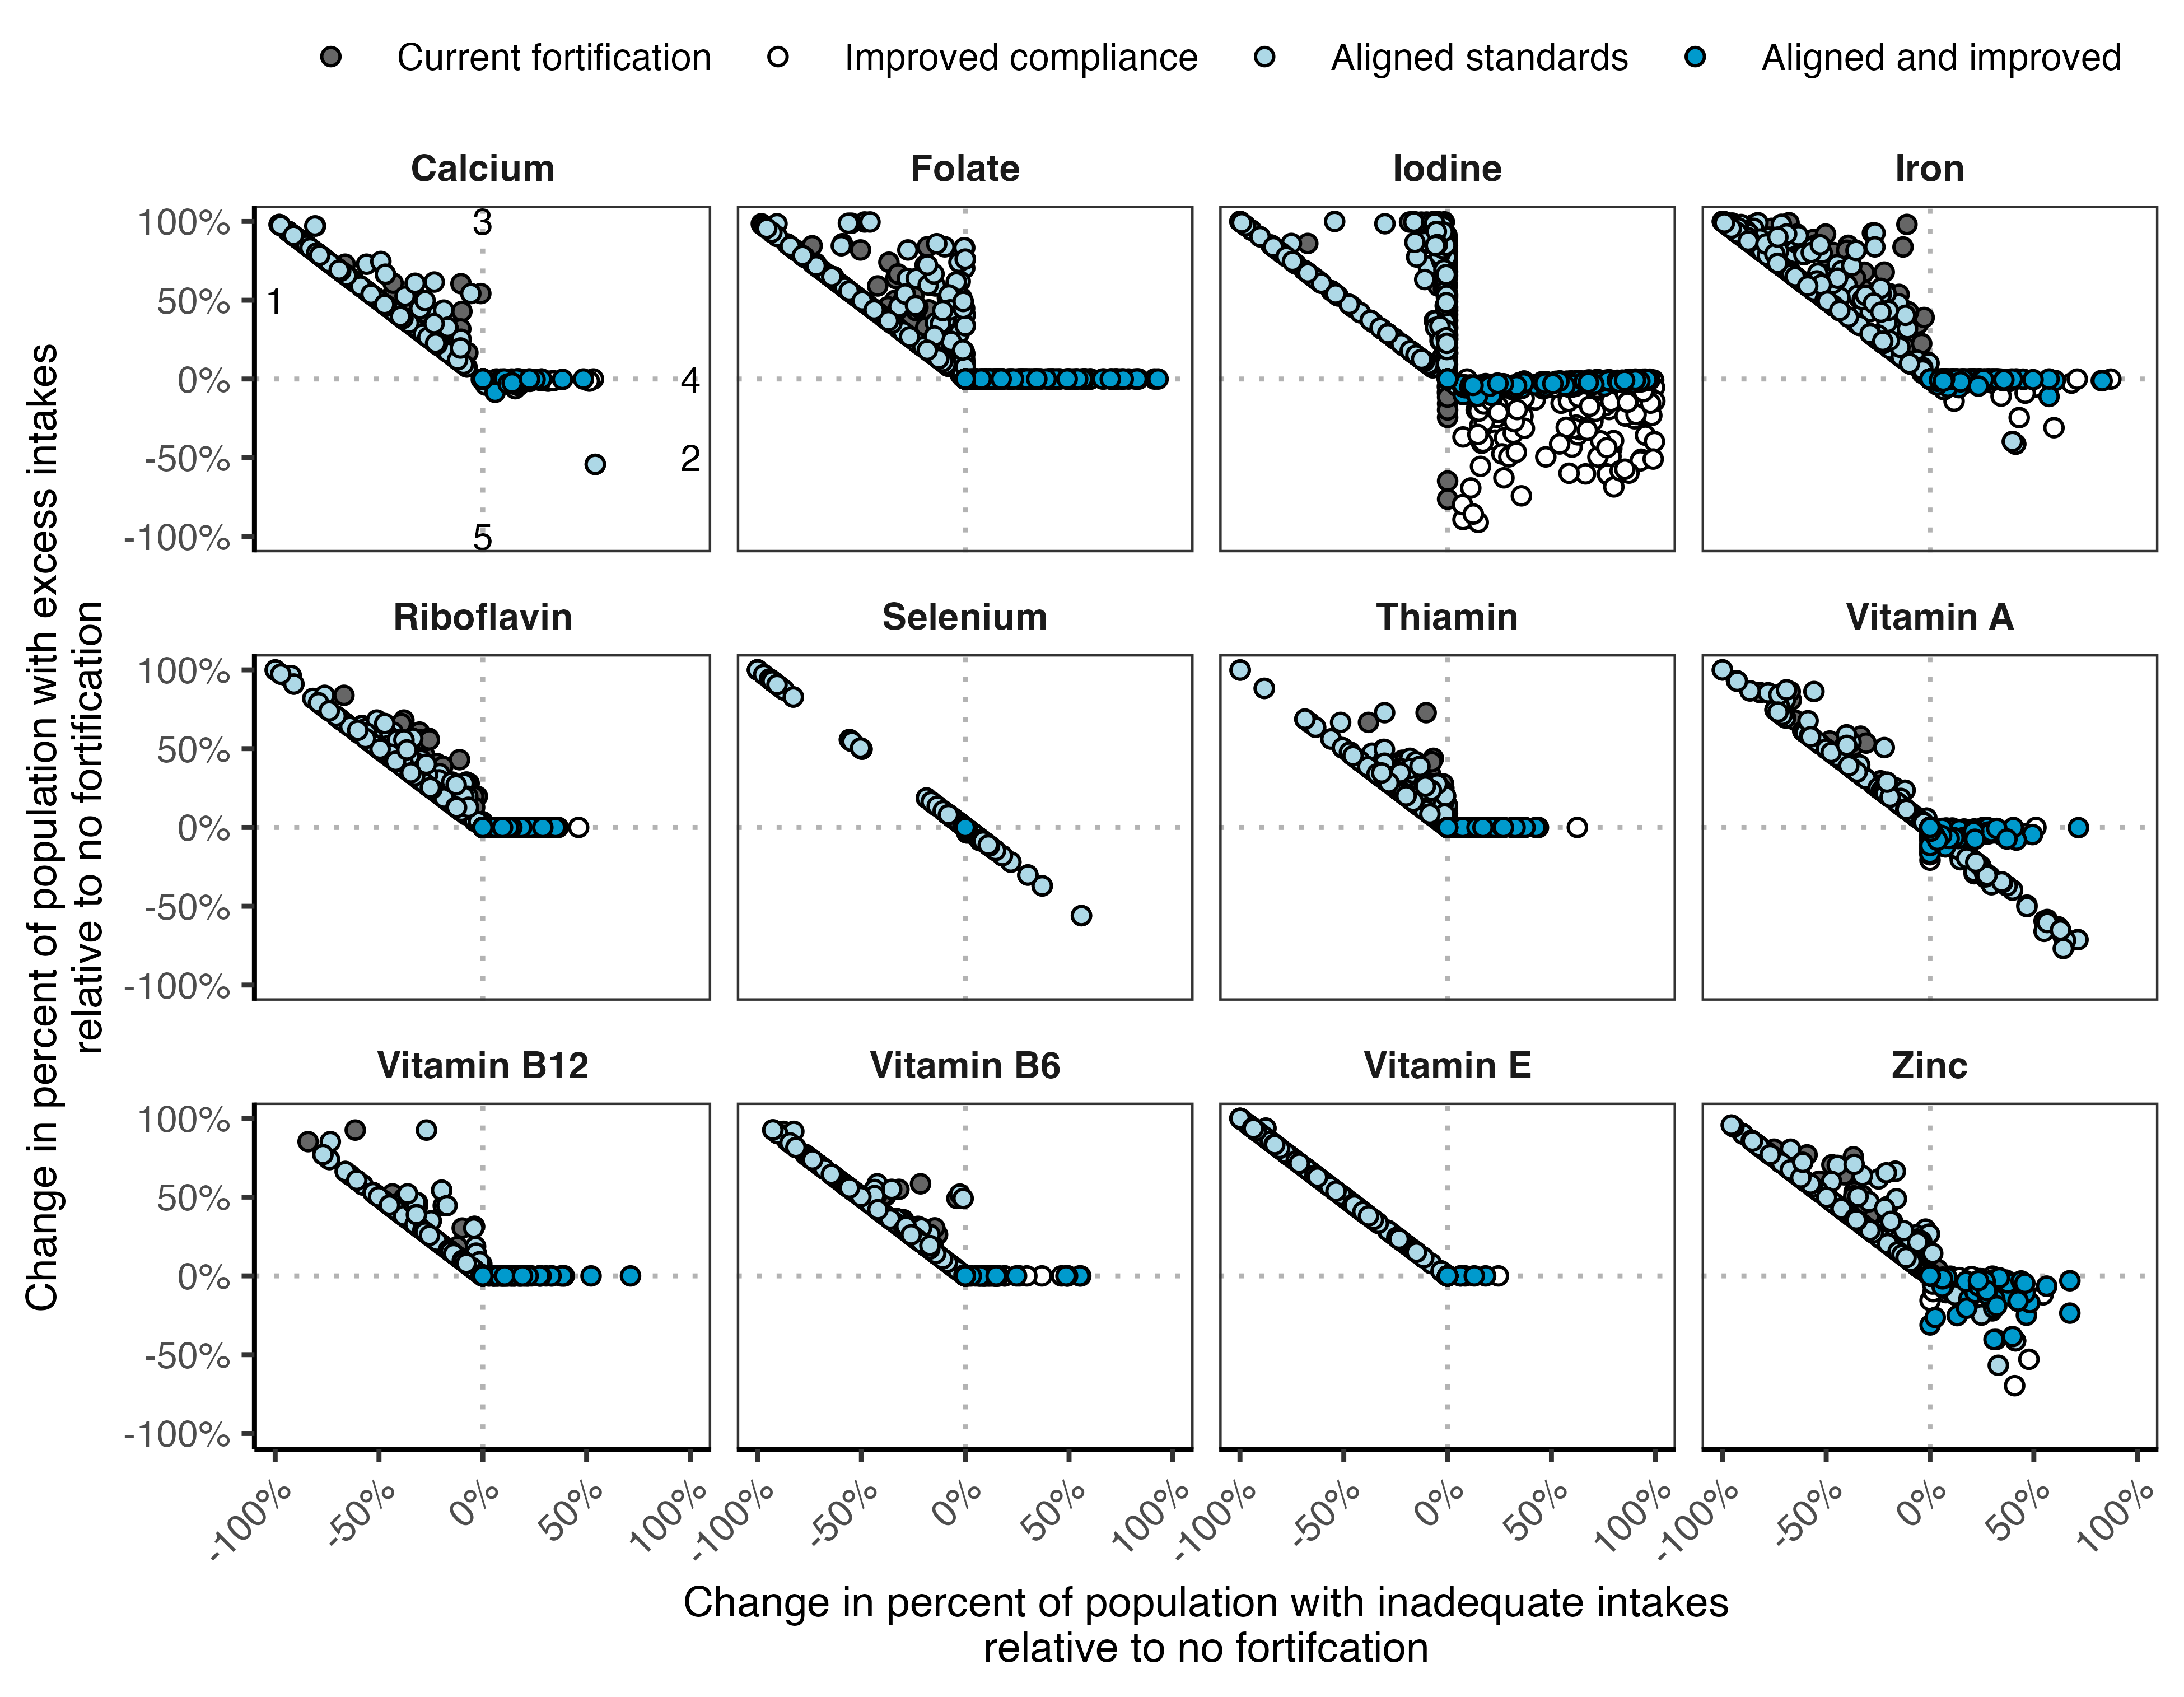 Current fortification Improved compliance Aligned standards Aligned and improved
Calcium Folate Iodine Iron
100%
50%
0%
-50%
-100%
3
1
4
2
5
Riboflavin Selenium Thiamin Vitamin A
100%
50%
0%
-50%
-100%
Vitamin B12 Vitamin B6 Vitamin E Zinc
100%
50%
0%
-50%
-100%
-100% -50% 0% 50% 100% -100% -50% 0% 50% 100% -100% -50% 0% 50% 100% -100% -50% 0% 50% 100%
Change in percent of population with excess intakes
relative to no fortification
Change in percent of population with inadequate intakes
relative to no fortifcation